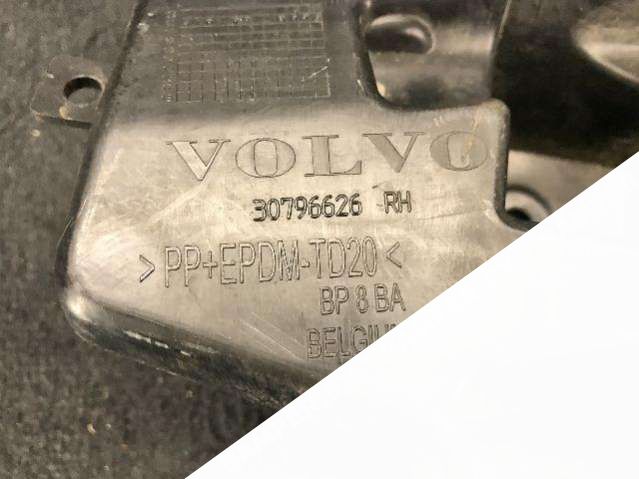 VOLVO
30796626 RH
>PP+EPDM-TD20<
BP 8 BA